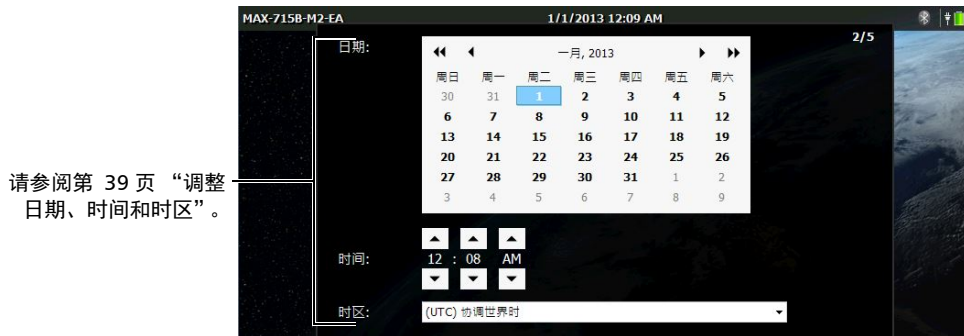 MAX-715B-M2-EA 1/1/2013 12:09 AM
2/5
日期:
一月, 2013
周日 周一 周二 周三 周四 周五 周六
30 31 1 2 3 4 5
6 7 8 9 10 11 12
13 14 15 16 17 18 19
20 21 22 23 24 25 26
27 28 29 30 31 1 2
3 4 5 6 7 8 9
请参阅第 39 页 “调整
日期、时间和时区”。
时间:
12 : 08 AM
时区:
(UTC) 协调世界时